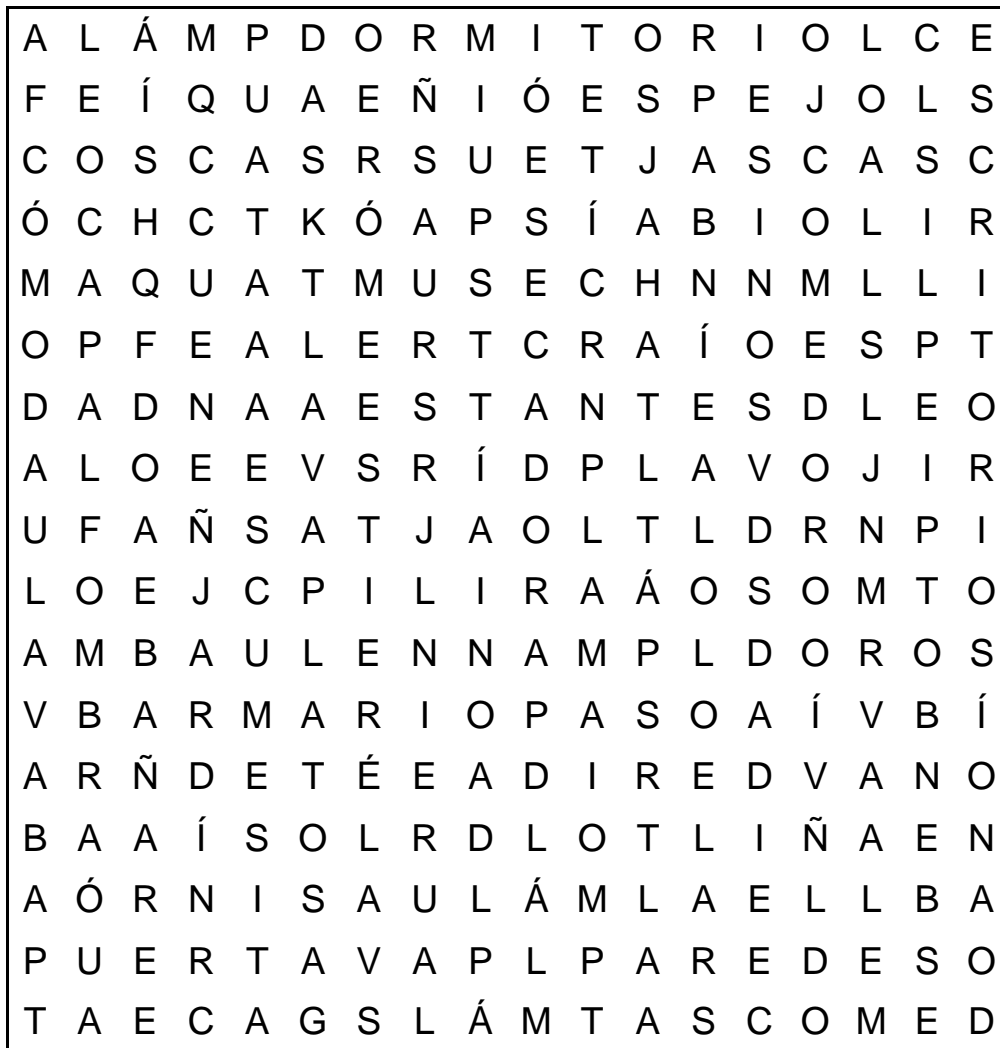 A L Á M P D O R M I T O R I O L C E
F E Í Q U A E Ñ I Ó E S P E J O L S
C O S C A S R S U E T J A S C A S C
Ó C H C T K Ó A P S Í A B I O L I R
M A Q U A T M U S E C H N N M L L I
O P F E A L E R T C R A Í O E S P T
D A D N A A E S T A N T E S D L E O
A L O E E V S R Í D P L A V O J I R
U F A Ñ S A T J A O L T L D R N P I
L O E J C P I L I R A Á O S O M T O
A M B A U L E N N A M P L D O R O S
V B A R M A R I O P A S O A Í V B Í
A R Ñ D E T É E A D I R E D V A N O
B A A Í S O L R D L O T L I Ñ A E N
A Ó R N I S A U L Á M L A E L L B A
P U E R T A V A P L P A R E D E S O
T A E C A G S L Á M T A S C O M E D